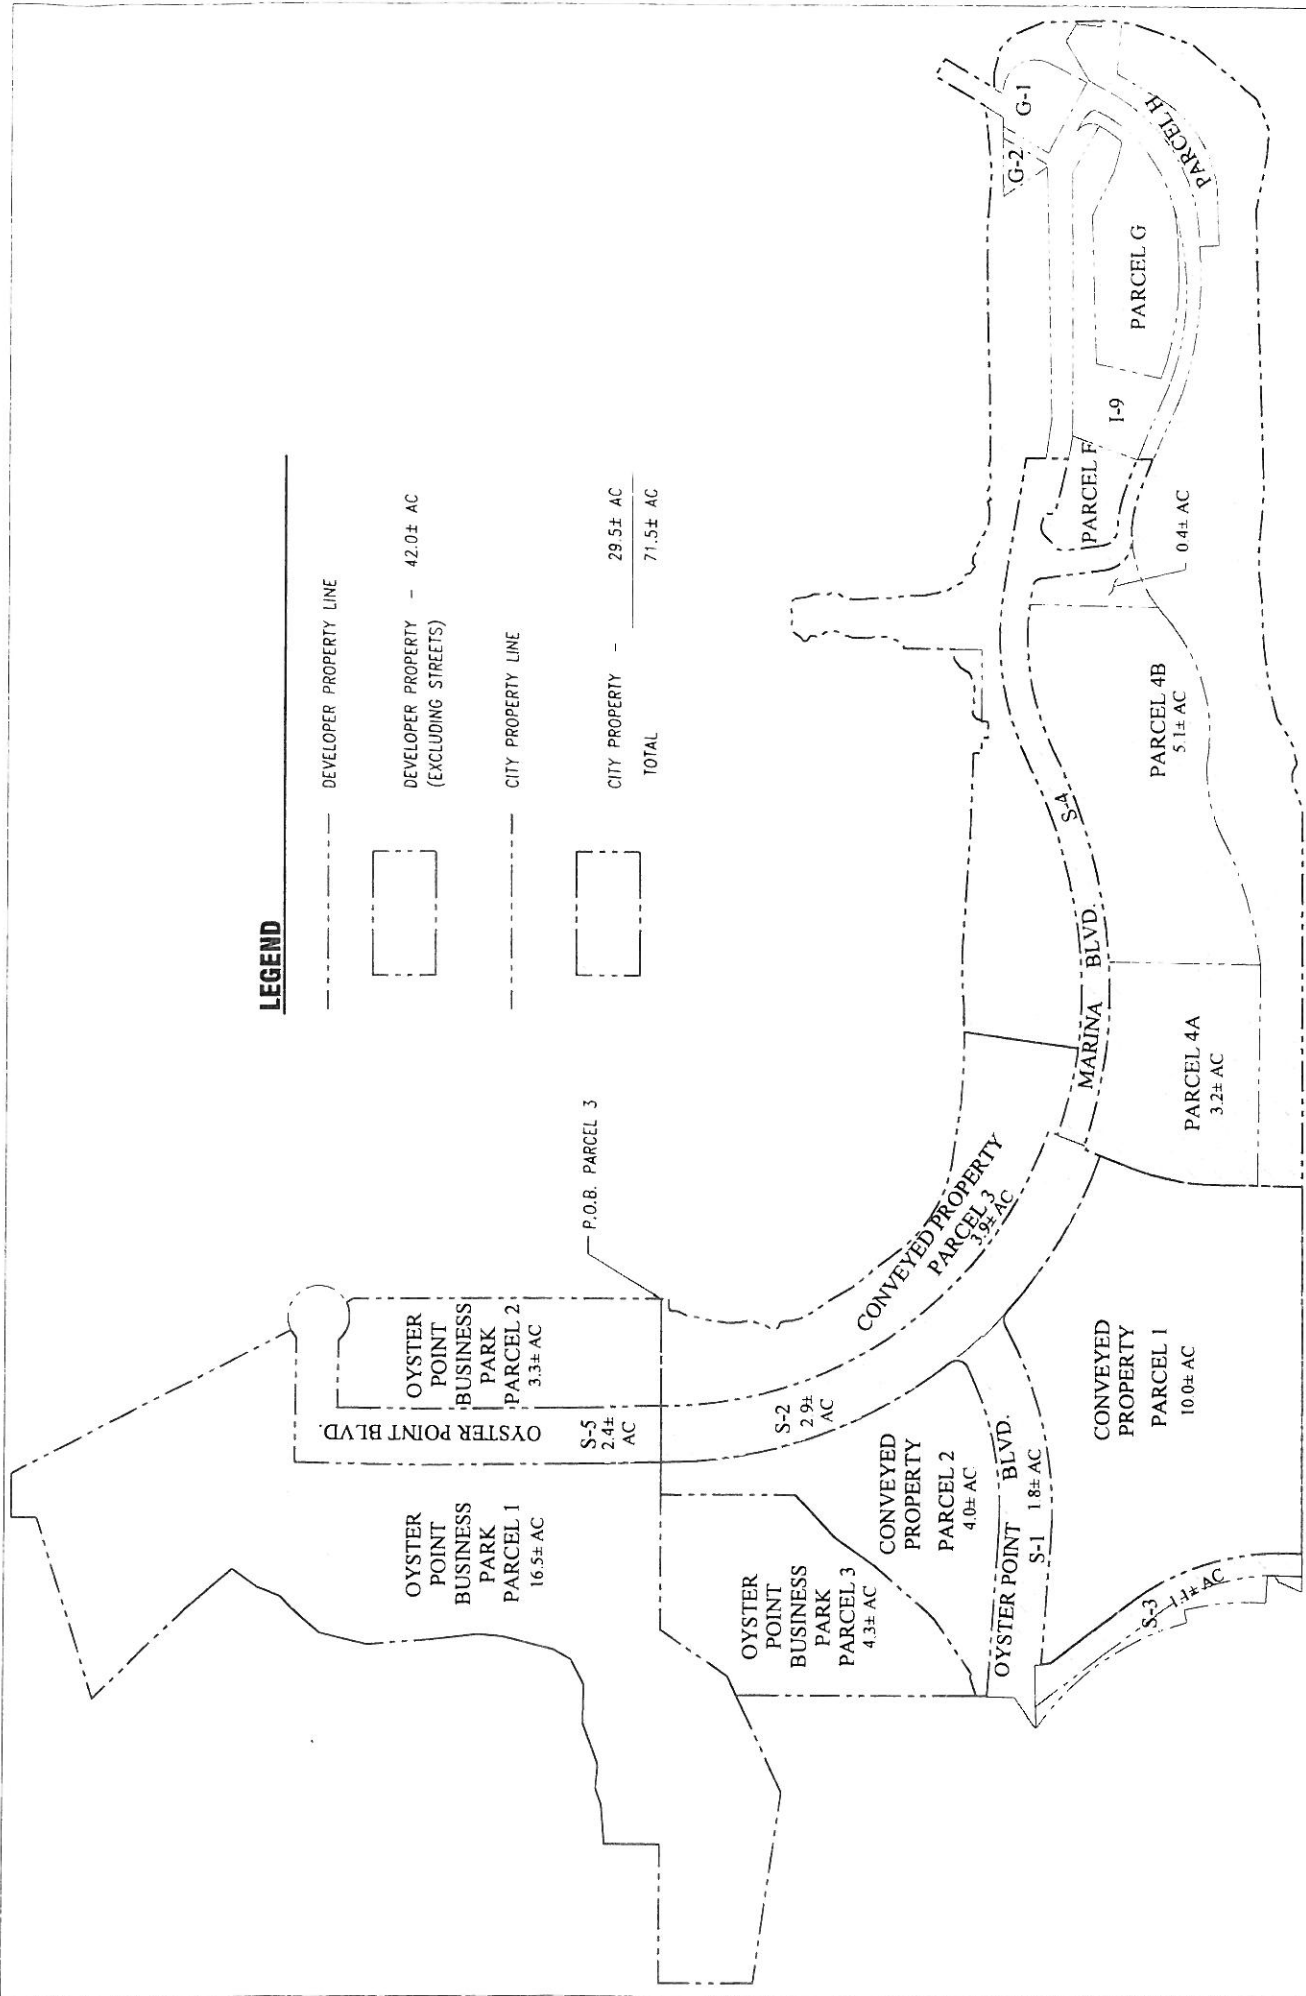 LEGEND
DEVELOPER PROPERTY LINE
DEVELOPER PROPERTY - 42.0± AC
(EXCLUDING STREETS)
CITY PROPERTY LINE
CITY PROPERTY - 29.5± AC
TOTAL 71.5± AC
P.O.B. PARCEL 3
OYSTER
POINT
BUSINESS
PARK
PARCEL 1
16.5± AC
OYSTER POINT BLVD.
OYSTER
POINT
BUSINESS
PARK
PARCEL 2
3.3± AC
S-5
2.4±
AC
S-2
2.9±
AC
OYSTER
POINT
BUSINESS
PARK
PARCEL 3
4.3± AC
CONVEYED
PROPERTY
PARCEL 2
4.0± AC
OYSTER POINT BLVD.
S-1 1.8± AC
S-3 1.1± AC
CONVEYED
PROPERTY
PARCEL 1
10.0± AC
CONVEYED PROPERTY
PARCEL 3
3.9± AC
MARINA BLVD.
S-4
PARCEL 4A
3.2± AC
PARCEL 4B
5.1± AC
0.4± AC
PARCEL F
I-9
PARCEL G
PARCEL H
G-2
G-1